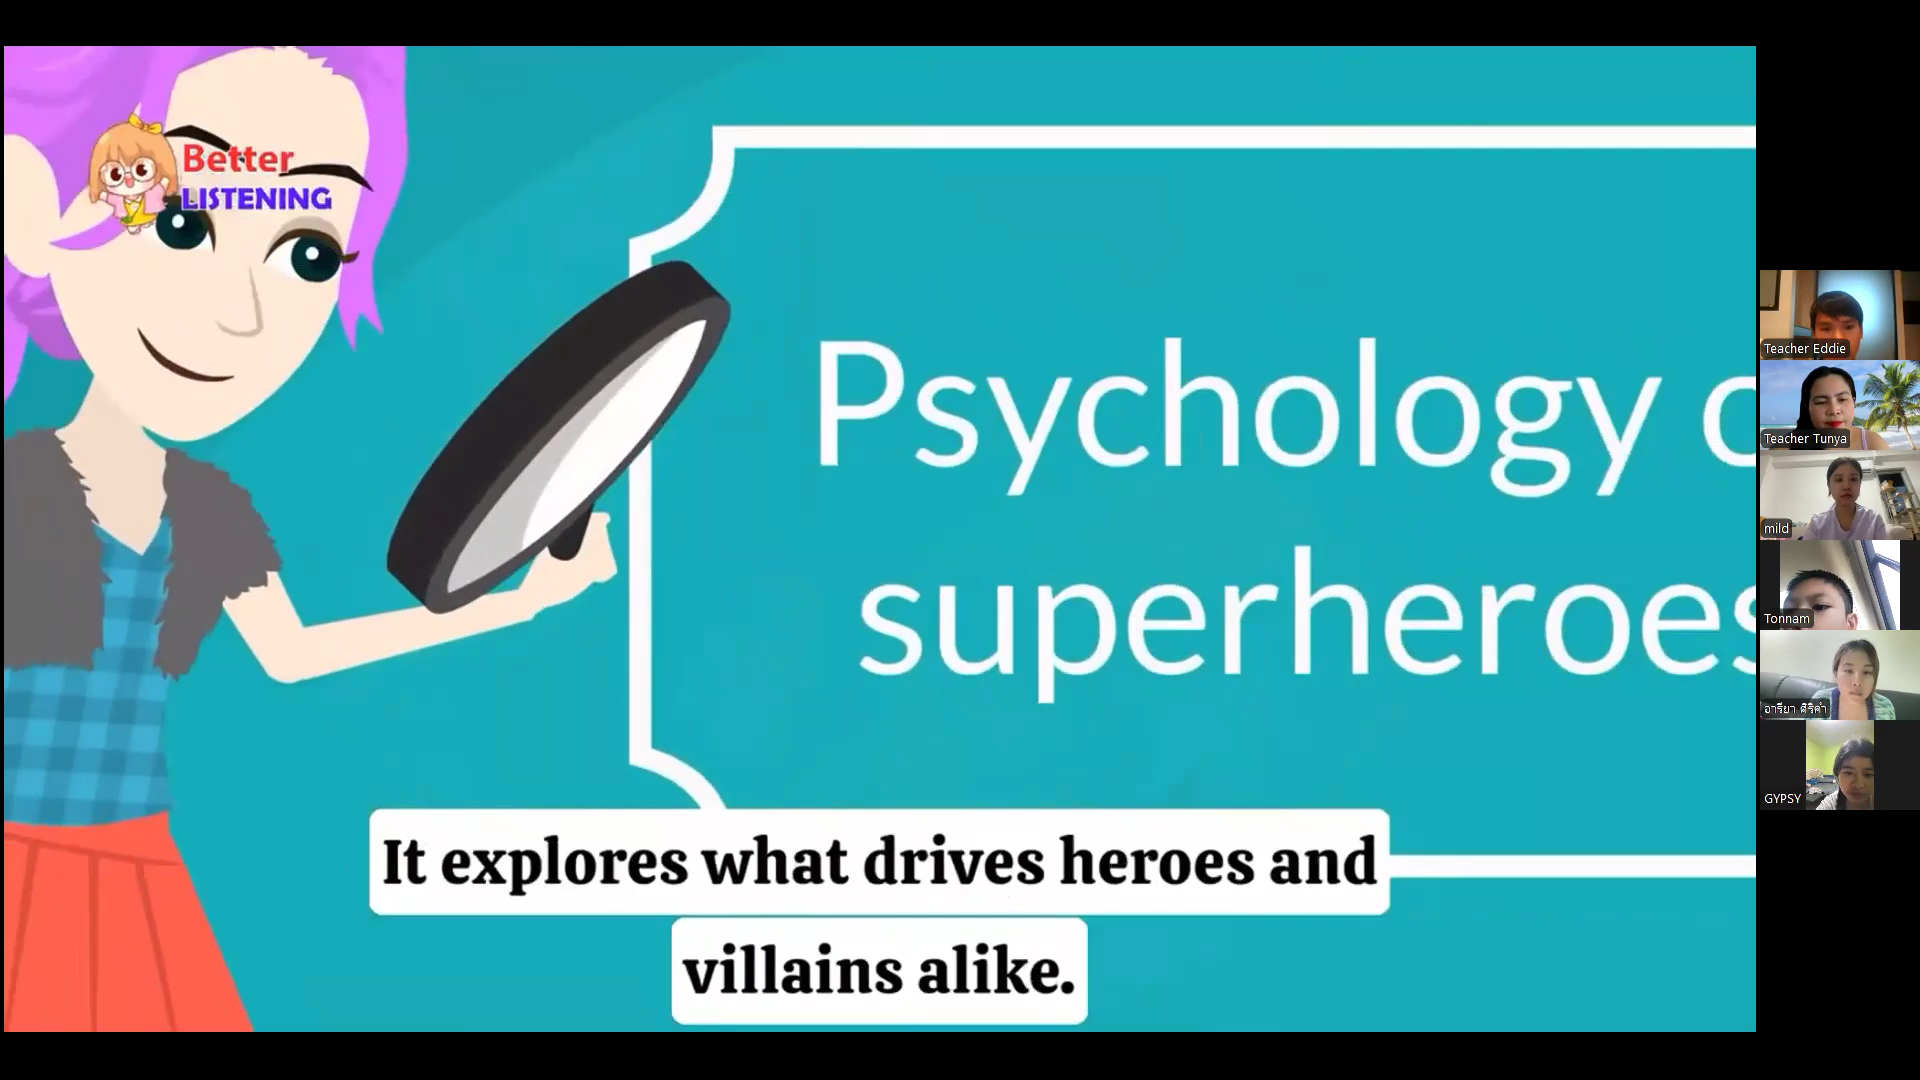 Better
LISTENING
Psychology o
superheroes
It explores what drives heroes and
villains alike.
Teacher Eddie
Teacher Tunya
mild
Tonnam
อารียา ศิริคำ
GYPSY